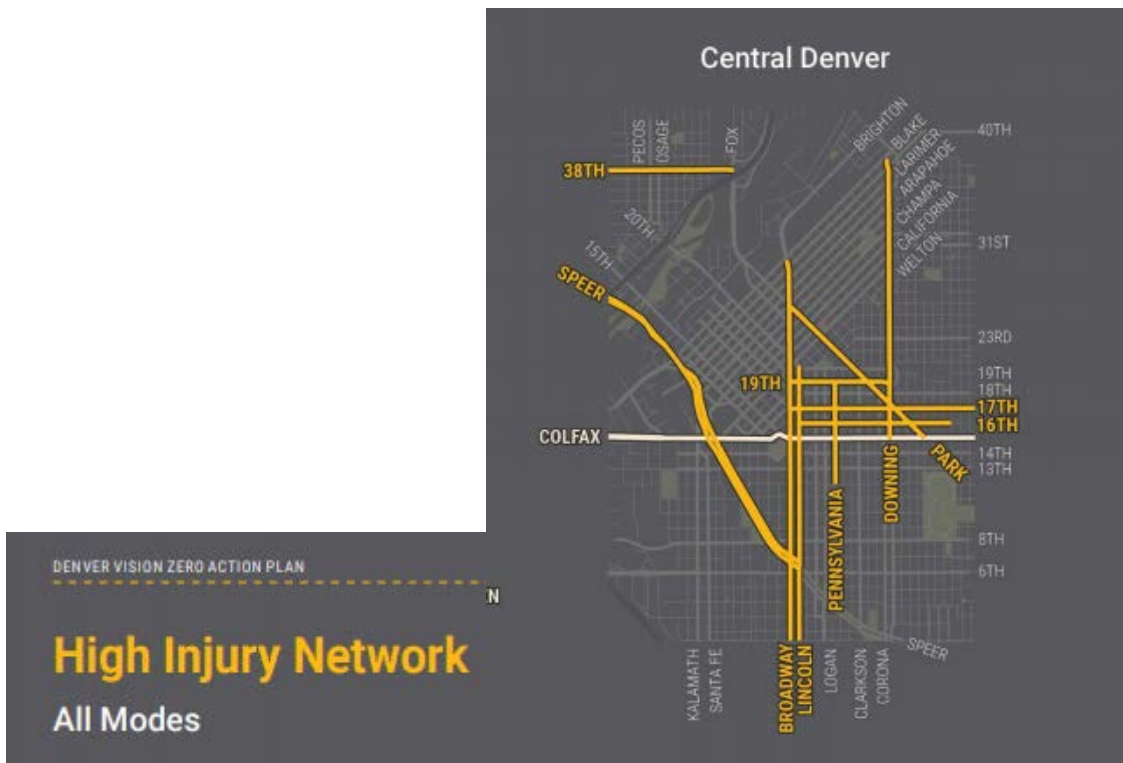 Central Denver
PECOS
OSAGE
FOX
BRIGHTON
BLAKE
LARIMER
ARAPAHOE
CHAMPA
CALIFORNIA
WELTON
40TH
38TH
20TH
15TH
31ST
SPEER
23RD
19TH
19TH
18TH
17TH
16TH
COLFAX
14TH
13TH
PARK
DOWNING
PENNSYLVANIA
8TH
6TH
SPEER
KALAMATH
SANTA FE
BROADWAY
LINCOLN
LOGAN
CLARKSON
CORONA
DENVER VISION ZERO ACTION PLAN
High Injury Network
All Modes